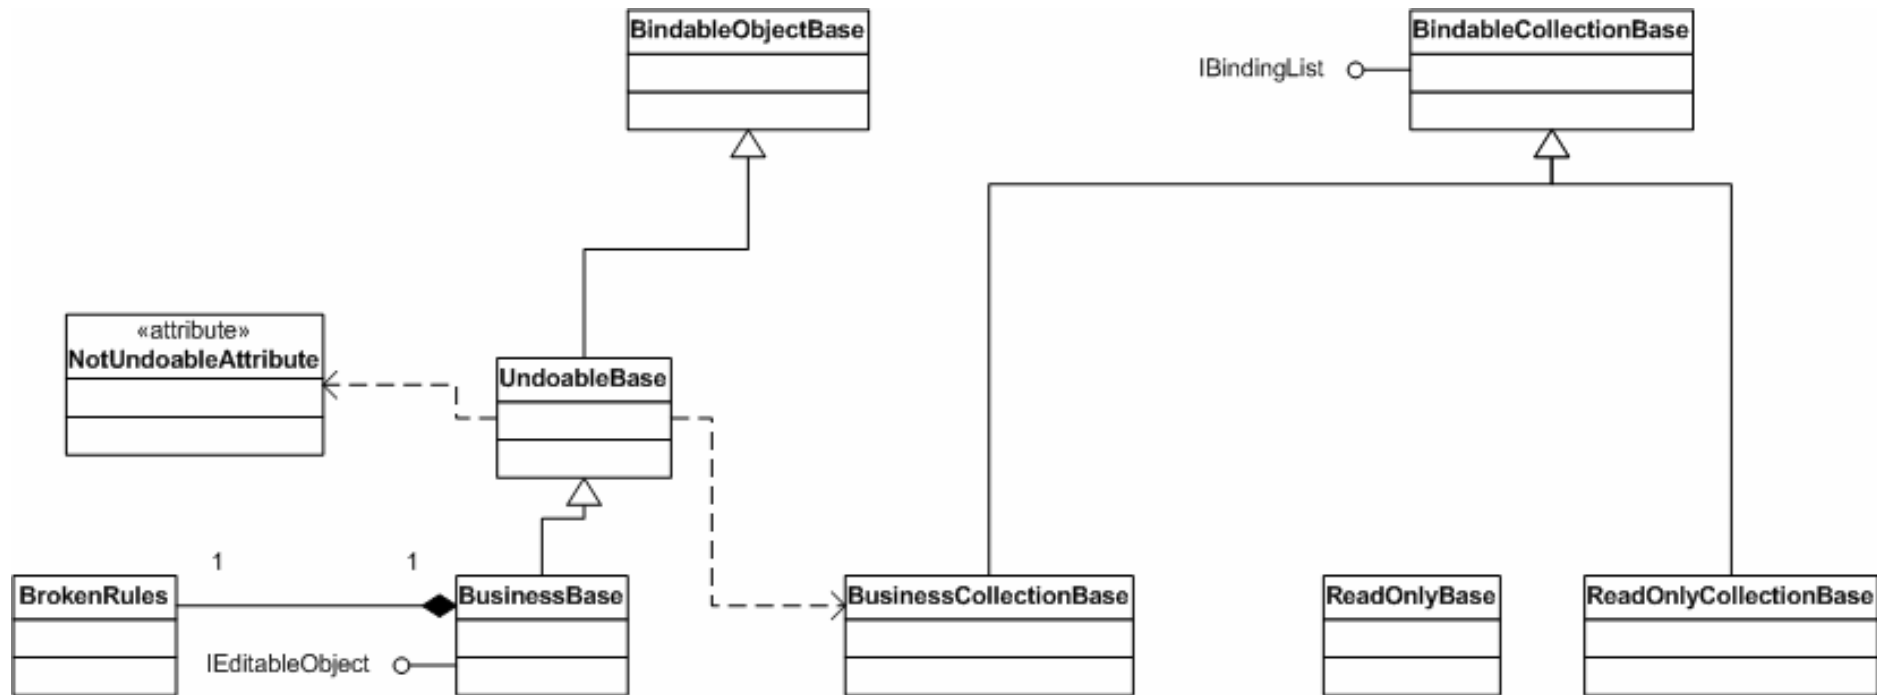 BindableObjectBase
BindableCollectionBase
IBindingList
«attribute»
NotUndoableAttribute
UndoableBase
1
1
BrokenRules
BusinessBase
BusinessCollectionBase
ReadOnlyBase
ReadOnlyCollectionBase
IEditableObject